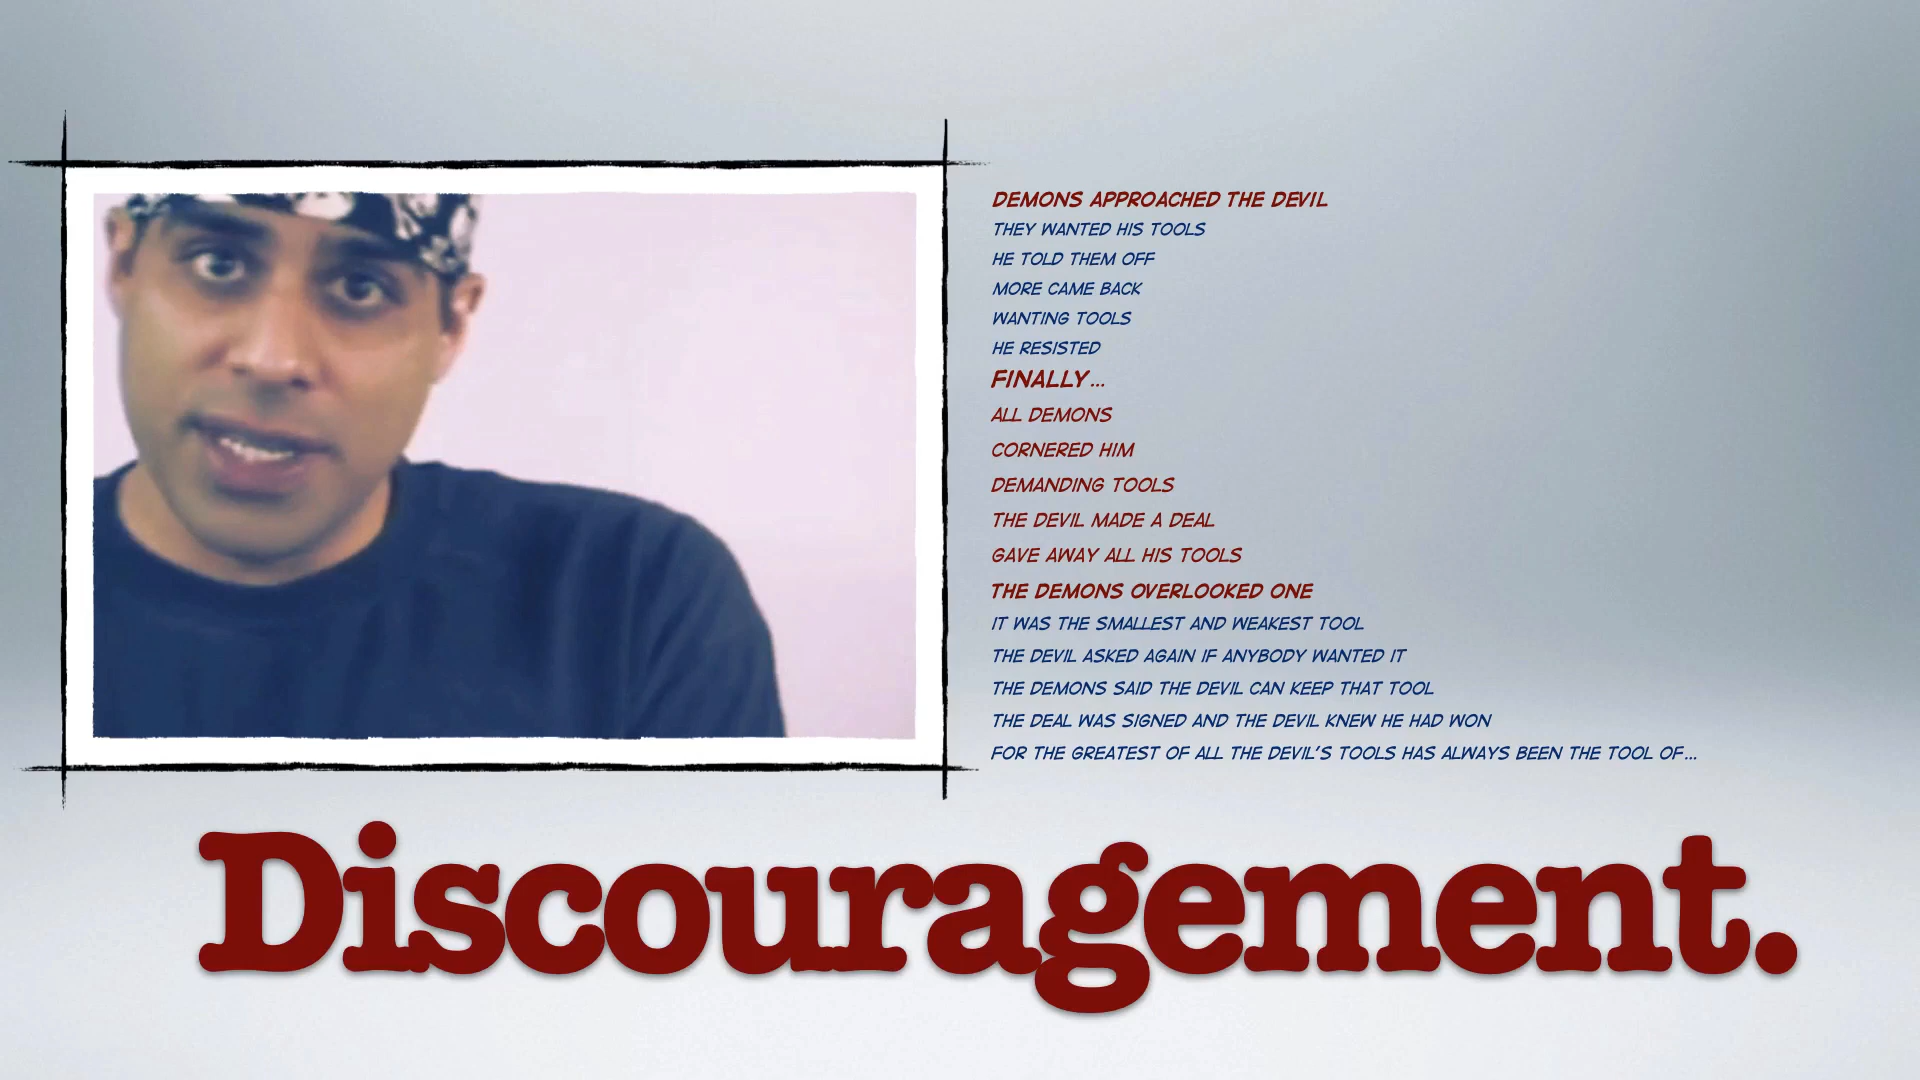 DEMONS APPROACHED THE DEVIL
THEY WANTED HIS TOOLS
HE TOLD THEM OFF
MORE CAME BACK
WANTING TOOLS
HE RESISTED
FINALLY...
ALL DEMONS
CORNERED HIM
DEMANDING TOOLS
THE DEVIL MADE A DEAL
GAVE AWAY ALL HIS TOOLS
THE DEMONS OVERLOOKED ONE
IT WAS THE SMALLEST AND WEAKEST TOOL
THE DEVIL ASKED AGAIN IF ANYBODY WANTED IT
THE DEMONS SAID THE DEVIL CAN KEEP THAT TOOL
THE DEAL WAS SIGNED AND THE DEVIL KNEW HE HAD WON
FOR THE GREATEST OF ALL THE DEVIL'S TOOLS HAS ALWAYS BEEN THE TOOL OF...
Discouragement.